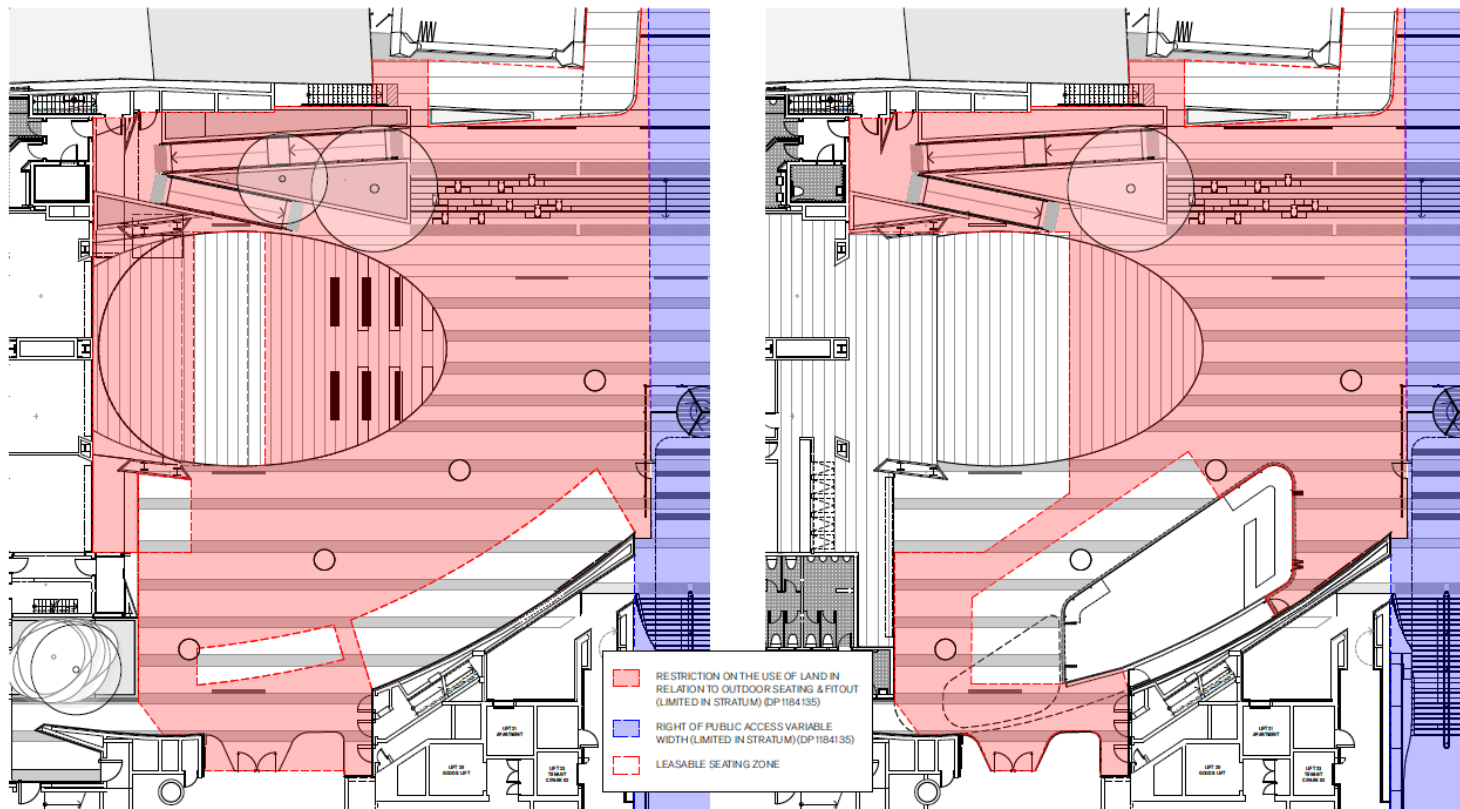 RESTRICTION ON THE USE OF LAND IN
RELATION TO OUTDOOR SEATING & FITOUT
(LIMITED IN STRATUM) (DP1184135)
RIGHT OF PUBLIC ACCESS VARIABLE
WIDTH (LIMITED IN STRATUM) (DP1184135)
LEASABLE SEATING ZONE
LIFT 21
APARTMENT
LIFT 20
GOODS LIFT
LIFT 22
TENANT
CARPARK B2
LIFT 21
APARTMENT
LIFT 20
GOODS LIFT
LIFT 22
TENANT